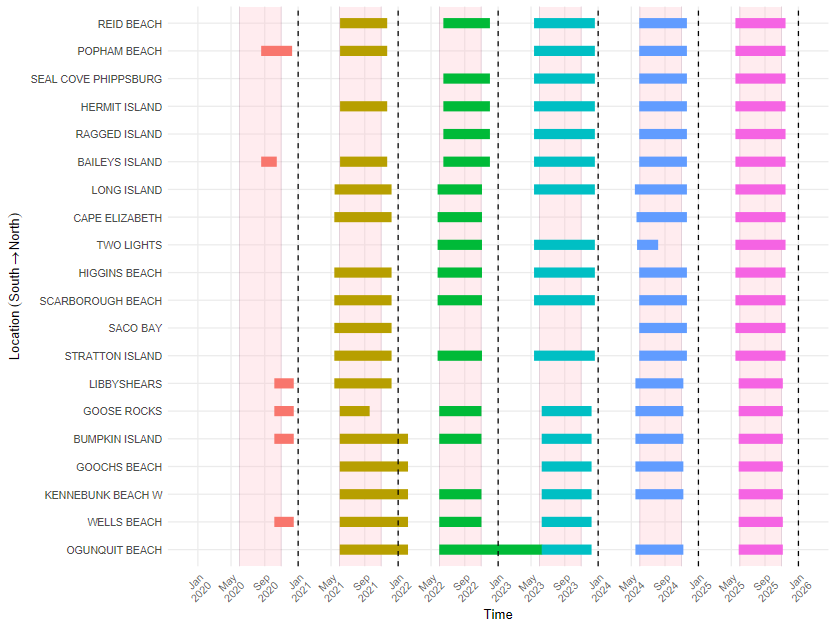 REID BEACH
POPHAM BEACH
SEAL COVE PHIPPSBURG
HERMIT ISLAND
RAGGED ISLAND
BAILEYS ISLAND
LONG ISLAND
CAPE ELIZABETH
TWO LIGHTS
HIGGINS BEACH
SCARBOROUGH BEACH
SACO BAY
STRATTON ISLAND
LIBBYSHEARS
GOOSE ROCKS
BUMPKIN ISLAND
GOOCHS BEACH
KENNEBUNK BEACH W
WELLS BEACH
OGUNQUIT BEACH
Location (South → North)
Jan 2020
May 2020
Sep 2020
Jan 2021
May 2021
Sep 2021
Jan 2022
May 2022
Sep 2022
Jan 2023
May 2023
Sep 2023
Jan 2024
May 2024
Sep 2024
Jan 2025
May 2025
Sep 2025
Jan 2026
Time